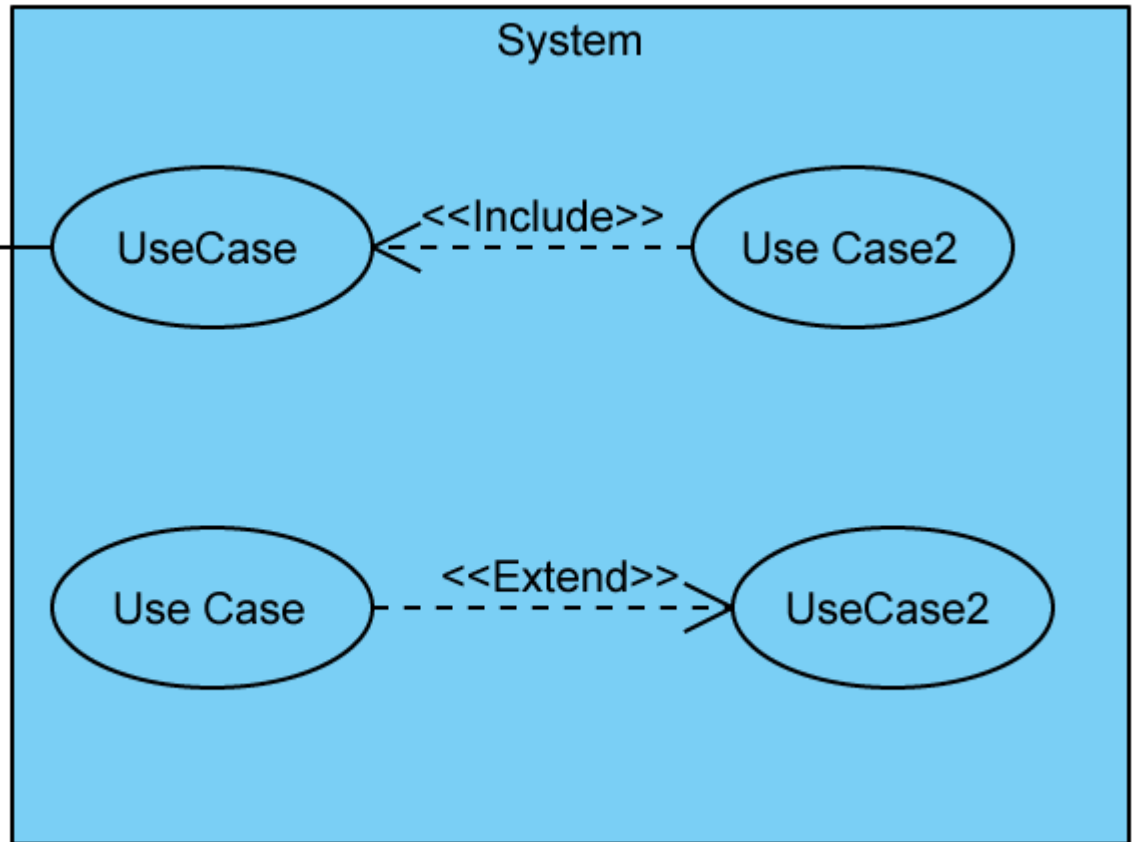 System
UseCase
<<Include>>
Use Case2
Use Case
<<Extend>>
UseCase2